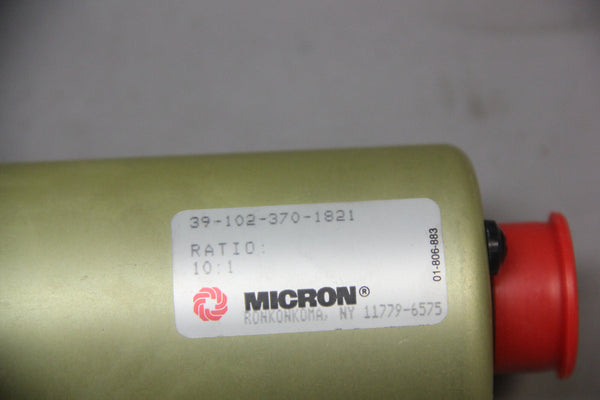 39-102-370-1821
RATIO:
10:1
MICRON®
RONKONKOMA, NY 11779-6575
01-806-883